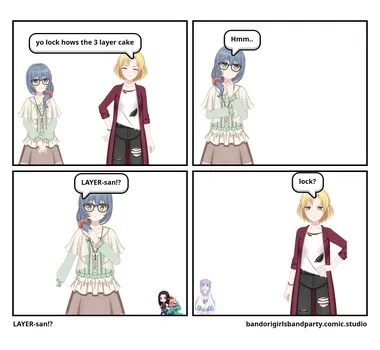 yo lock hows the 3 layer cake
Hmm..
LAYER-san!?
lock?
LAYER-san!?
bandorigirlsbandparty.comic.studio